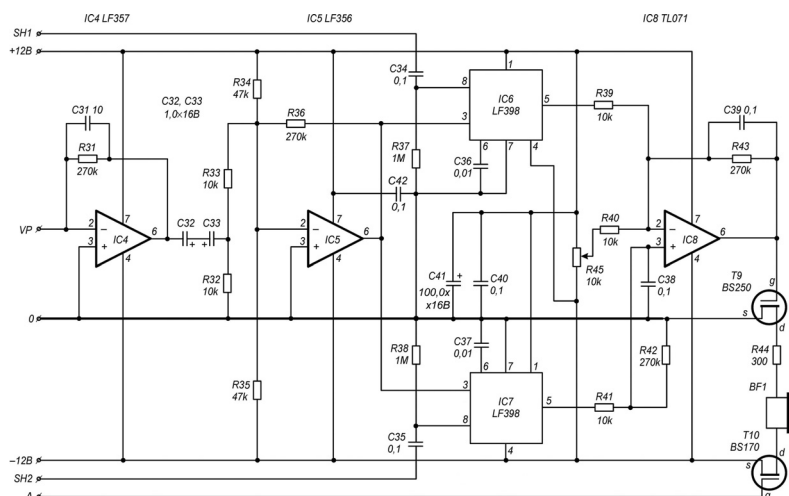 IC4 LF357
IC5 LF356
IC8 TL071
SH1
+12B
C31 10
R31
270k
C32, C33
1,0×16B
R34
47k
R36
270k
C34
0,1
8
3
1
IC6
LF398
5
6
7
4
R39
10k
C39 0,1
R43
270k
R33
10k
R37
1M
C36
0,01
C42
0,1
VP
2
3
−
+
IC4
7
6
4
C32
+
C33
+
R32
10k
2
3
−
+
IC5
7
6
4
C41
100,0x
x16B
+
C40
0,1
R40
10k
R45
10k
2
3
−
+
IC8
7
6
4
C38
0,1
T9
BS250
g
s
d
0
R38
1M
C37
0,01
6
7
1
3
8
IC7
LF398
5
4
R42
270k
R41
10k
R44
300
BF1
R35
47k
C35
0,1
T10
BS170
d
s
g
−12B
SH2
A